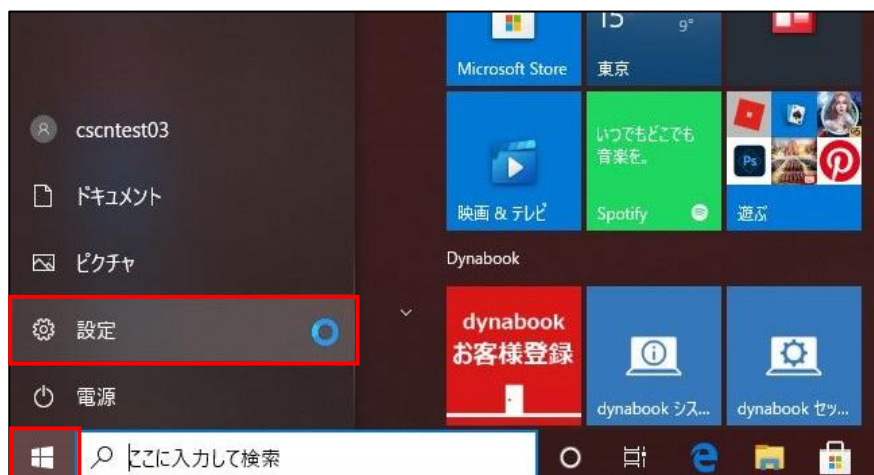 15
9°
Microsoft Store
東京
cscntest03
ドキュメント
ピクチャ
設定
電源
いつでもどこでも
音楽を。
Ps
映画 & テレビ
Spotify
遊ぶ
Dynabook
dynabook
お客様登録
dynabook シス...
dynabook セッ...
ここに入力して検索